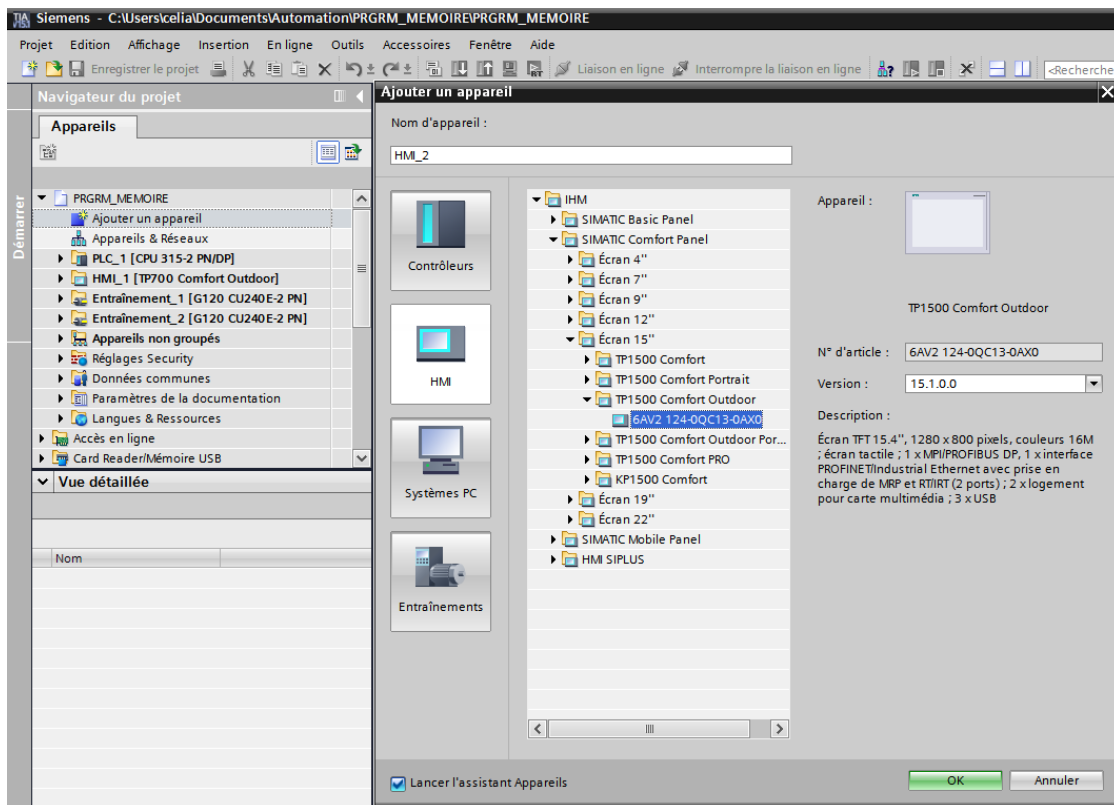 Siemens - C:\Users\celia\Documents\Automation\PRGRM_MEMOIRE\PRGRM_MEMOIRE
Projet Edition Affichage Insertion En ligne Outils Accessoires Fenêtre Aide
Enregistrer le projet Liaison en ligne Interrompre la liaison en ligne <Recherche
Démarrer
Navigateur du projet
Appareils
PRGRM_MEMOIRE
Ajouter un appareil
Appareils & Réseaux
PLC_1 [CPU 315-2 PN/DP]
HMI_1 [TP700 Comfort Outdoor]
Entraînement_1 [G120 CU240E-2 PN]
Entraînement_2 [G120 CU240E-2 PN]
Appareils non groupés
Réglages Security
Données communes
Paramètres de la documentation
Langues & Ressources
Accès en ligne
Card Reader/Mémoire USB
Vue détaillée
Nom
Ajouter un appareil
Nom d'appareil :
HMI_2
Contrôleurs
HMI
Systèmes PC
Entraînements
IHM
SIMATIC Basic Panel
SIMATIC Comfort Panel
Écran 4''
Écran 7''
Écran 9''
Écran 12''
Écran 15''
TP1500 Comfort
TP1500 Comfort Portrait
TP1500 Comfort Outdoor
6AV2 124-0QC13-0AX0
TP1500 Comfort Outdoor Por...
TP1500 Comfort PRO
KP1500 Comfort
Écran 19''
Écran 22''
SIMATIC Mobile Panel
HMI SIPLUS
Appareil :
TP1500 Comfort Outdoor
N° d'article : 6AV2 124-0QC13-0AX0
Version : 15.1.0.0
Description :
Écran TFT 15.4'', 1280 x 800 pixels, couleurs 16M
; écran tactile ; 1 x MPI/PROFIBUS DP, 1 x interface
PROFINET/Industrial Ethernet avec prise en
charge de MRP et RT/IRT (2 ports) ; 2 x logement
pour carte multimédia ; 3 x USB
Lancer l'assistant Appareils
OK Annuler